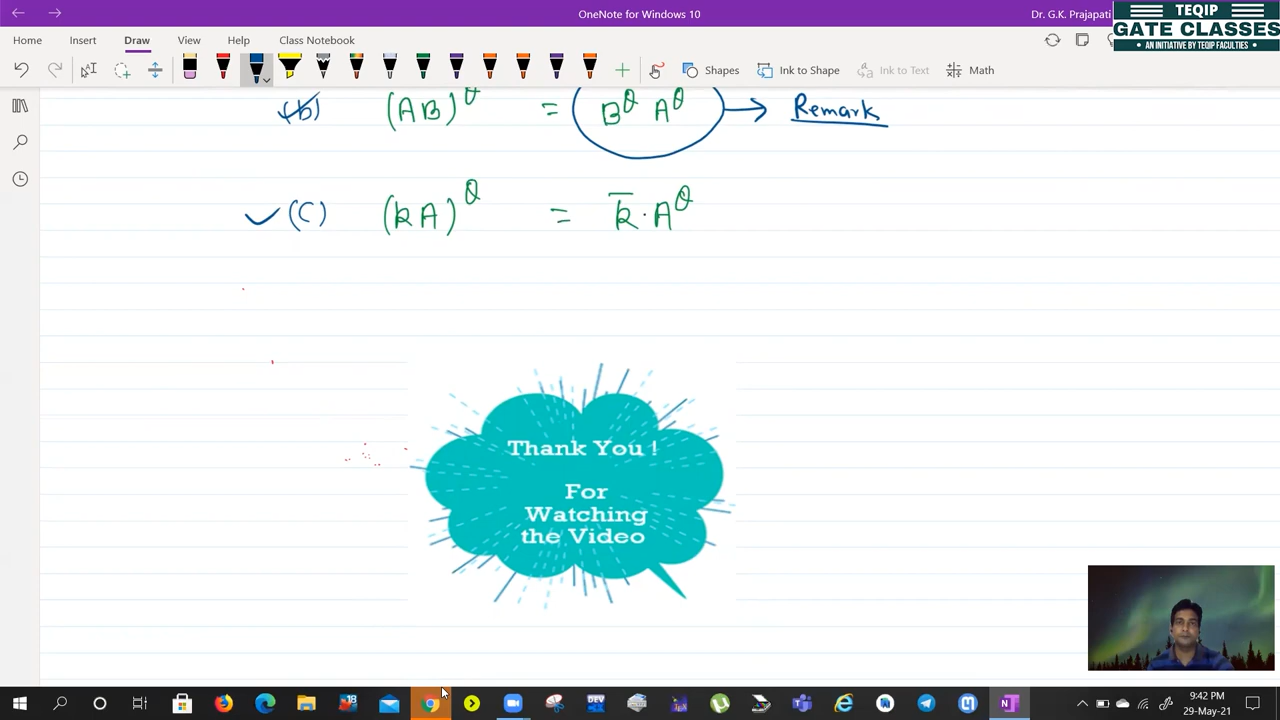 OneNote for Windows 10
Dr. G.K. Prajapati
TEQIP
GATE CLASSES
• AN INITIATIVE BY TEQIP FACULTIES •
Home Insert Draw View Help Class Notebook
Shapes Ink to Shape Ink to Text Math
(b) (AB)^θ = B^θ A^θ → Remark
✓ (C) (kA)^θ = k̅ · A^θ
Thank You !
For
Watching
the Video
9:42 PM
29-May-21